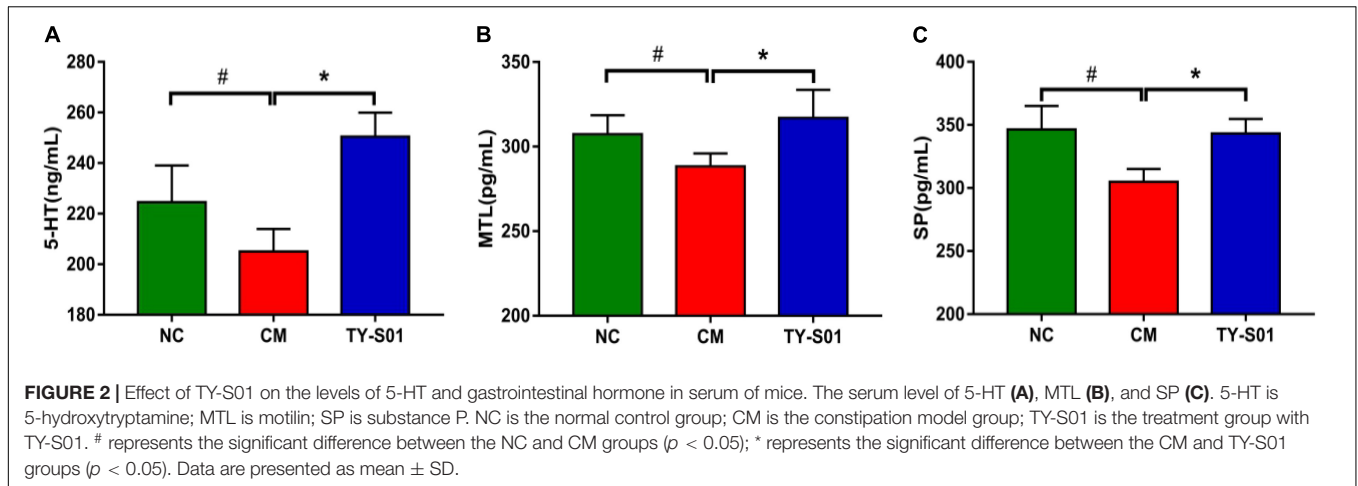 A
B
C
5-HT(ng/mL)
280
260
240
220
200
180
#
*
NC
CM
TY-S01
MTL(pg/mL)
350
300
250
200
#
*
NC
CM
TY-S01
SP(pg/mL)
400
350
300
250
200
#
*
NC
CM
TY-S01
FIGURE 2 | Effect of TY-S01 on the levels of 5-HT and gastrointestinal hormone in serum of mice. The serum level of 5-HT (A), MTL (B), and SP (C). 5-HT is
5-hydroxytryptamine; MTL is motilin; SP is substance P. NC is the normal control group; CM is the constipation model group; TY-S01 is the treatment group with
TY-S01. # represents the significant difference between the NC and CM groups (p < 0.05); * represents the significant difference between the CM and TY-S01
groups (p < 0.05). Data are presented as mean ± SD.